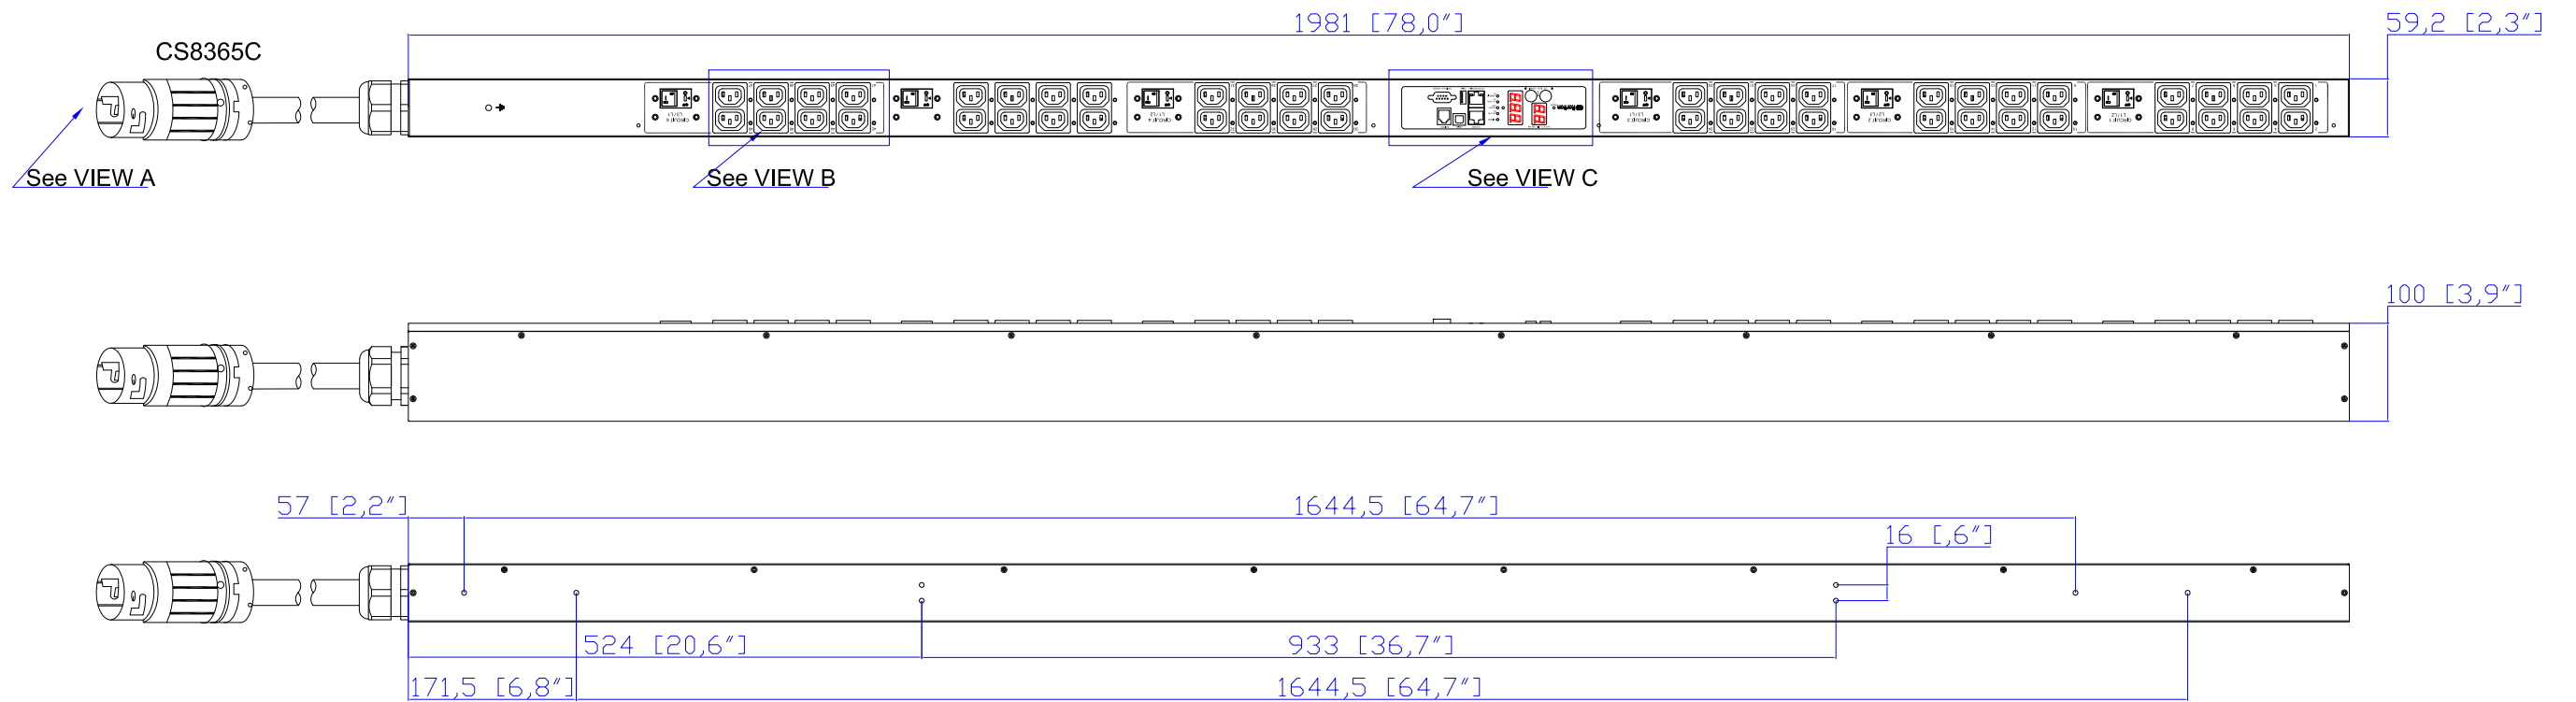 1981 [78,0"]
59,2 [2,3"]
CS8365C
See VIEW A
See VIEW B
See VIEW C
100 [3,9"]
57 [2,2"]
1644,5 [64,7"]
16 [,6"]
524 [20,6"]
933 [36,7"]
171,5 [6,8"]
1644,5 [64,7"]